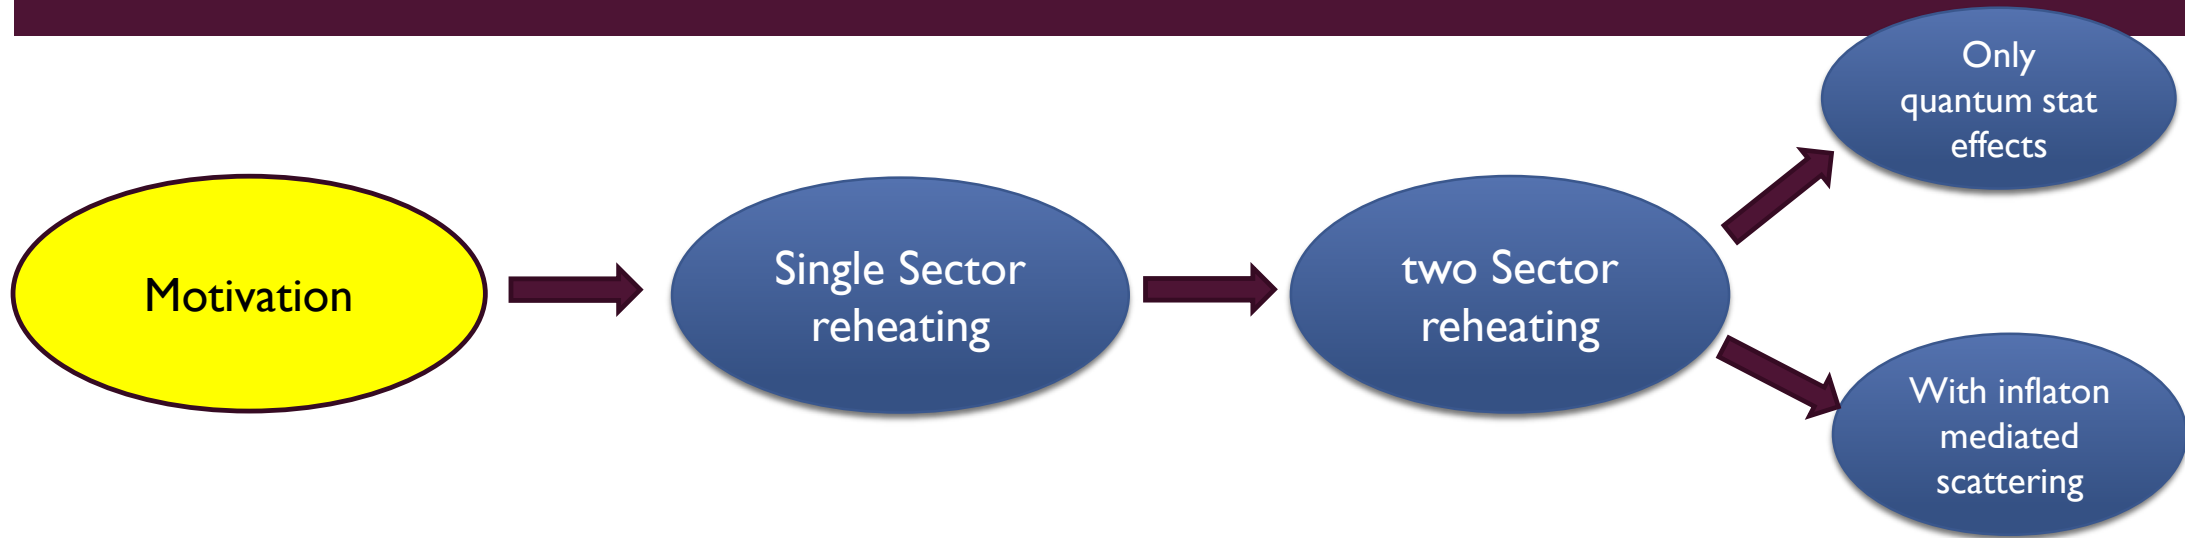 Motivation
Single Sector
reheating
two Sector
reheating
Only
quantum stat
effects
With inflaton
mediated
scattering